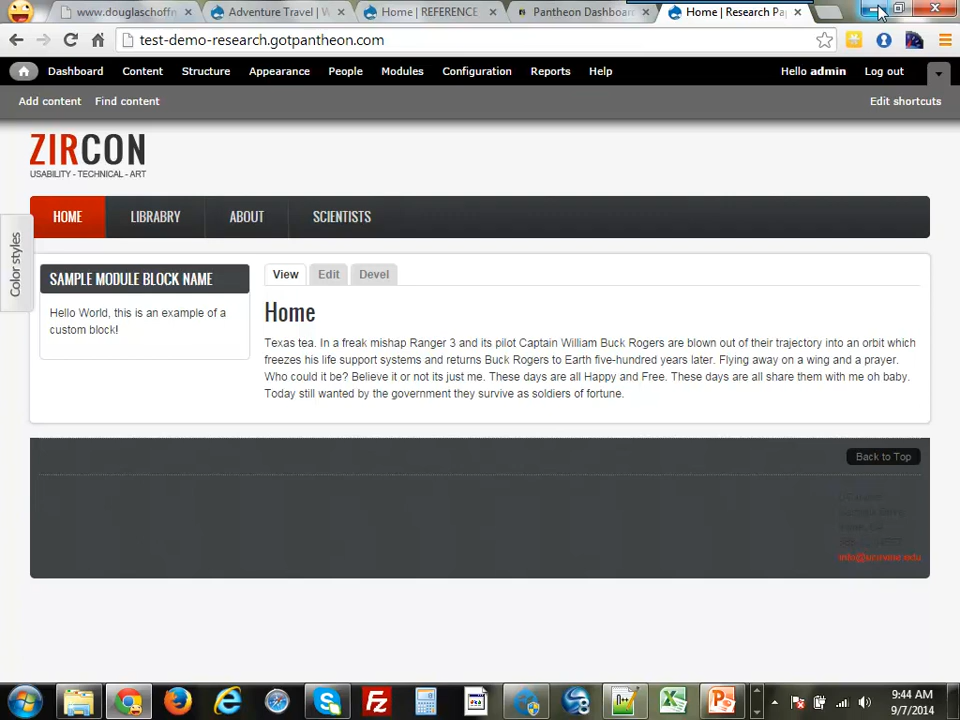 www.douglaschoffn
Adventure Travel | W
Home | REFERENCE
Pantheon Dashboard
Home | Research Pap
test-demo-research.gotpantheon.com
Dashboard Content Structure Appearance People Modules Configuration Reports Help Hello admin Log out
Add content Find content Edit shortcuts
ZIRCON
USABILITY - TECHNICAL - ART
HOME LIBRABRY ABOUT SCIENTISTS
Color styles
SAMPLE MODULE BLOCK NAME
Hello World, this is an example of a
custom block!
View Edit Devel
Home
Texas tea. In a freak mishap Ranger 3 and its pilot Captain William Buck Rogers are blown out of their trajectory into an orbit which
freezes his life support systems and returns Buck Rogers to Earth five-hundred years later. Flying away on a wing and a prayer.
Who could it be? Believe it or not its just me. These days are all Happy and Free. These days are all share them with me oh baby.
Today still wanted by the government they survive as soldiers of fortune.
Back to Top
9:44 AM
9/7/2014